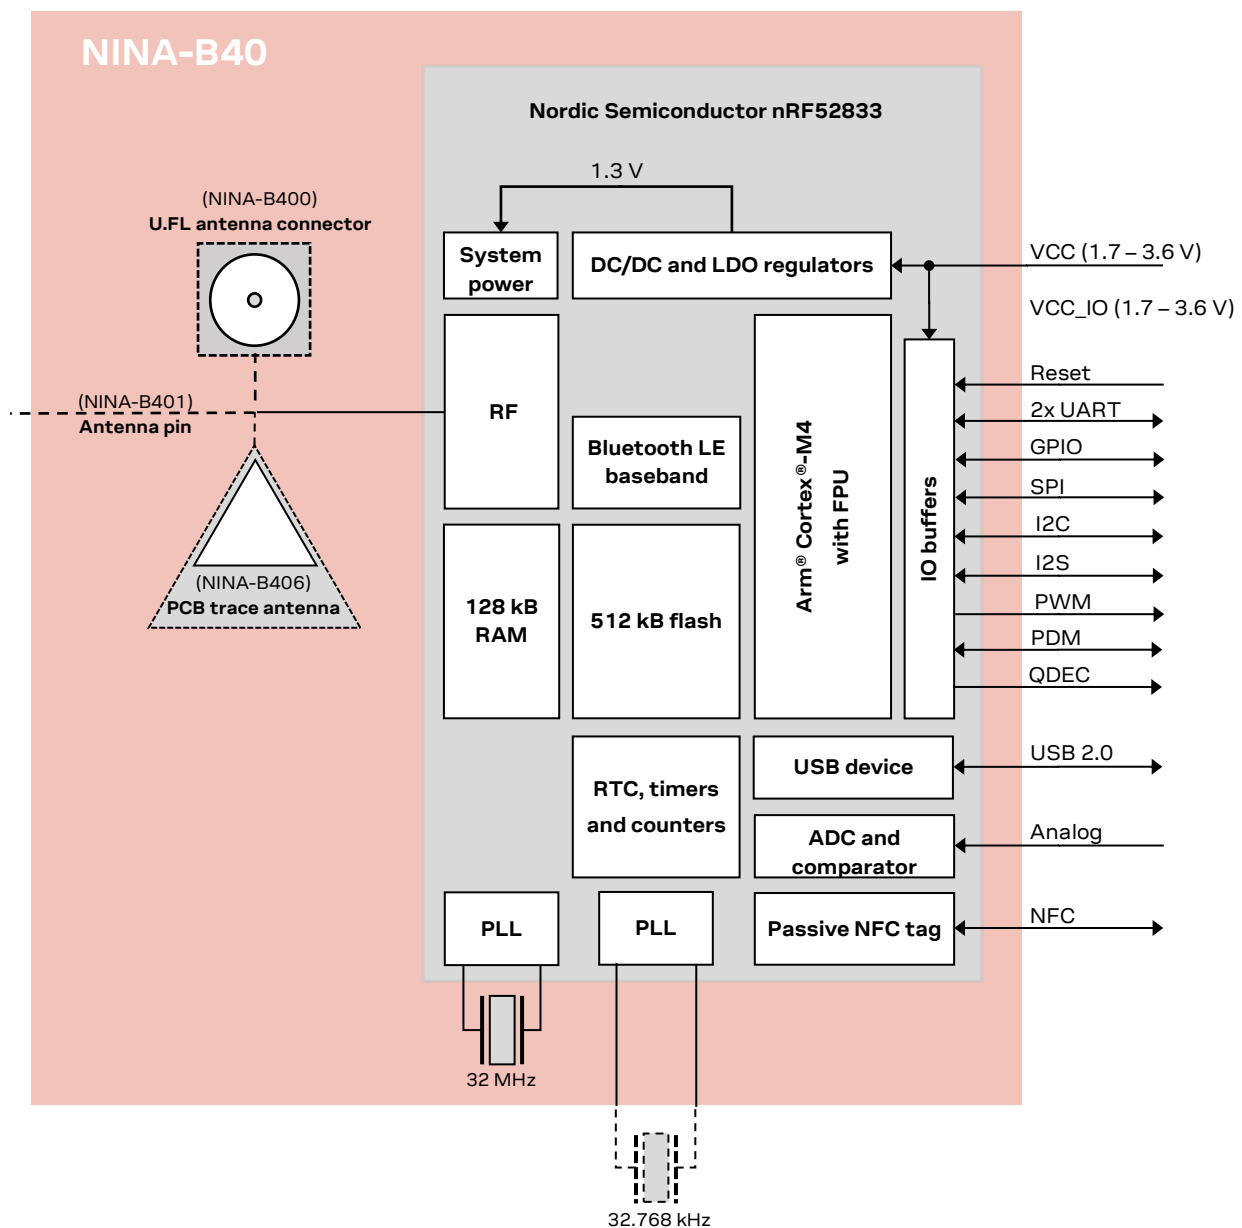 NINA-B40
Nordic Semiconductor nRF52833
1.3 V
(NINA-B400)
U.FL antenna connector
System
power
DC/DC and LDO regulators
VCC (1.7 – 3.6 V)
VCC_IO (1.7 – 3.6 V)
(NINA-B401)
Antenna pin
RF
Bluetooth LE
baseband
Arm® Cortex®-M4
with FPU
IO buffers
Reset
2x UART
GPIO
SPI
I2C
I2S
PWM
PDM
QDEC
(NINA-B406)
PCB trace antenna
128 kB
RAM
512 kB flash
RTC, timers
and counters
USB device
USB 2.0
ADC and
comparator
Analog
PLL
PLL
Passive NFC tag
NFC
32 MHz
32.768 kHz